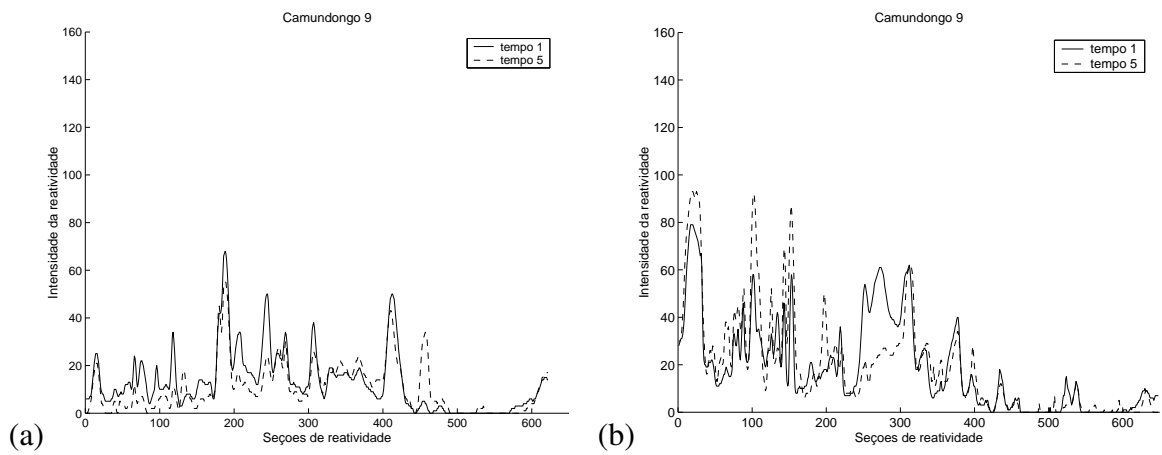 Camundongo 9
160
140
120
100
80
60
40
20
0
Intensidade da reatividade
tempo 1
tempo 5
0 100 200 300 400 500 600
Seçoes de reatividade
(a)
Camundongo 9
160
140
120
100
80
60
40
20
0
Intensidade da reatividade
tempo 1
tempo 5
0 100 200 300 400 500 600
Seçoes de reatividade
(b)